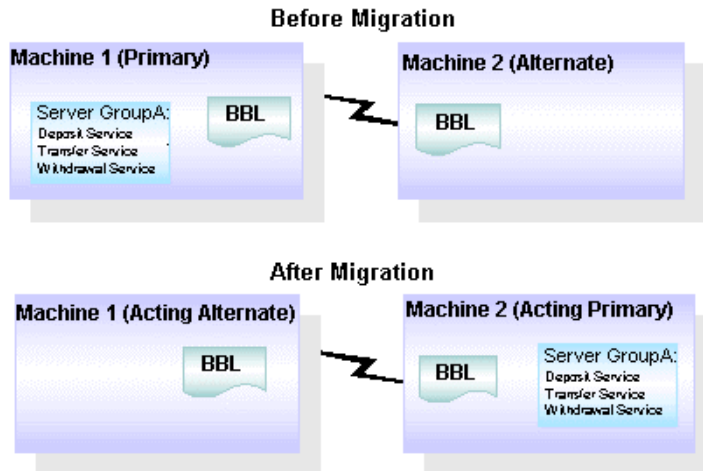 Before Migration
Machine 1 (Primary)
Server GroupA:
Deposit Service
Transfer Service
Withdrawal Service
BBL
Machine 2 (Alternate)
BBL
After Migration
Machine 1 (Acting Alternate)
BBL
Machine 2 (Acting Primary)
BBL
Server GroupA:
Deposit Service
Transfer Service
Withdrawal Service